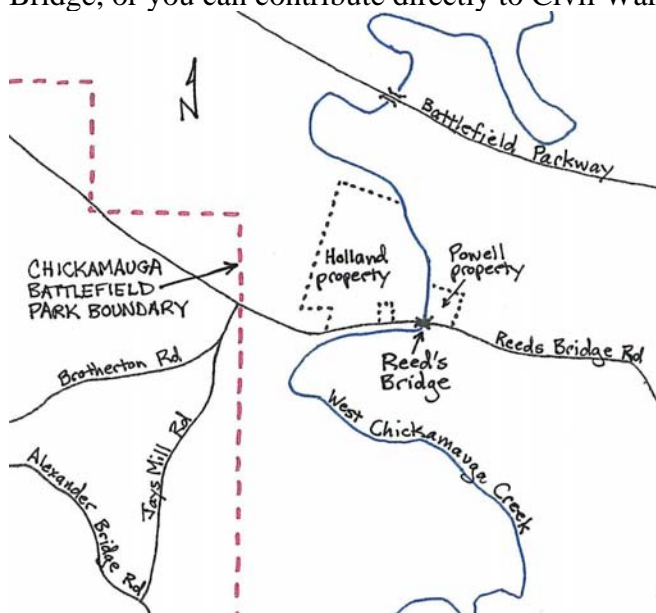 Bridge, or you can contribute directly to Civil War
N
Battlefield Parkway
Holland
property
Powell
property
CHICKAMAUGA
BATTLEFIELD
PARK BOUNDARY
Reed's
Bridge
Reeds Bridge Rd
Brotherton Rd
West Chickamauga Creek
Jays Mill Rd
Alexander Bridge Rd